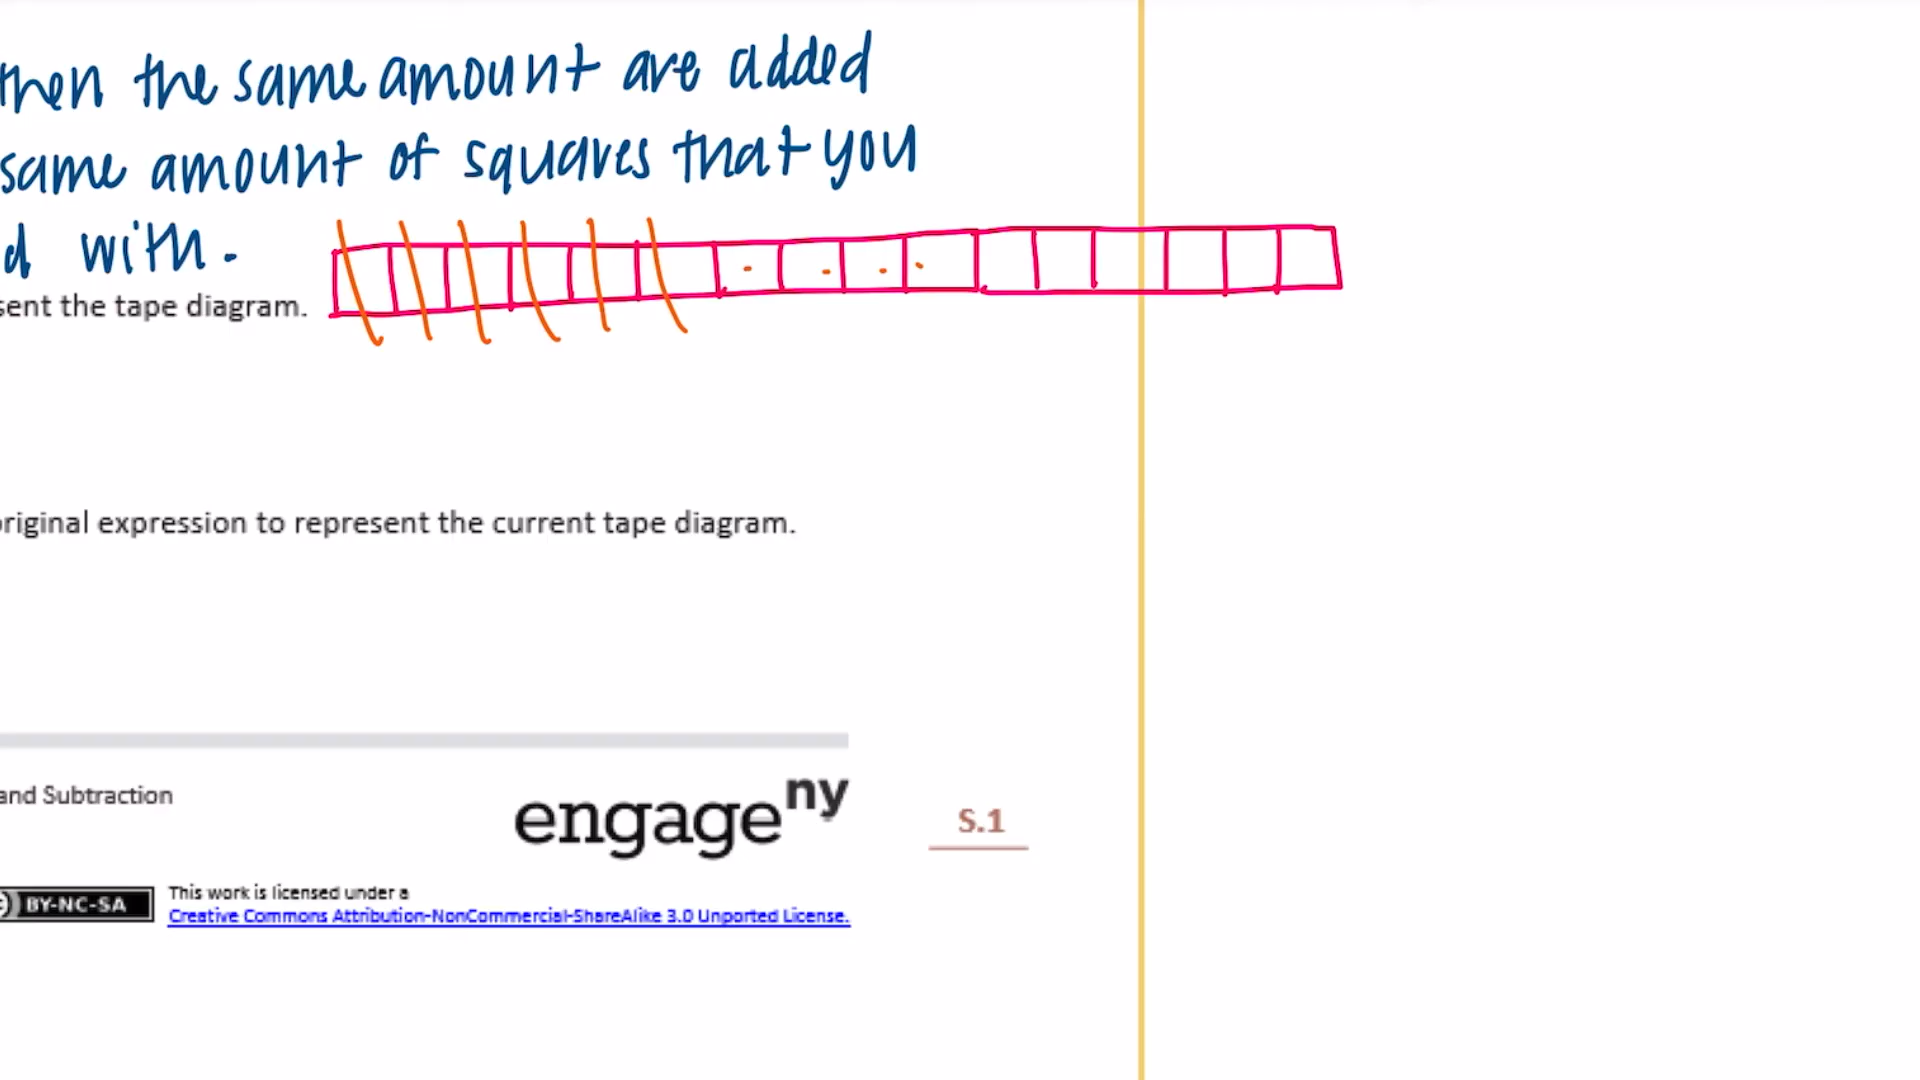 then the same amount are added
same amount of squares that you
d with.
sent the tape diagram.
original expression to represent the current tape diagram.
and Subtraction
engage ny
S.1
BY-NC-SA
This work is licensed under a
Creative Commons Attribution-NonCommercial-ShareAlike 3.0 Unported License.